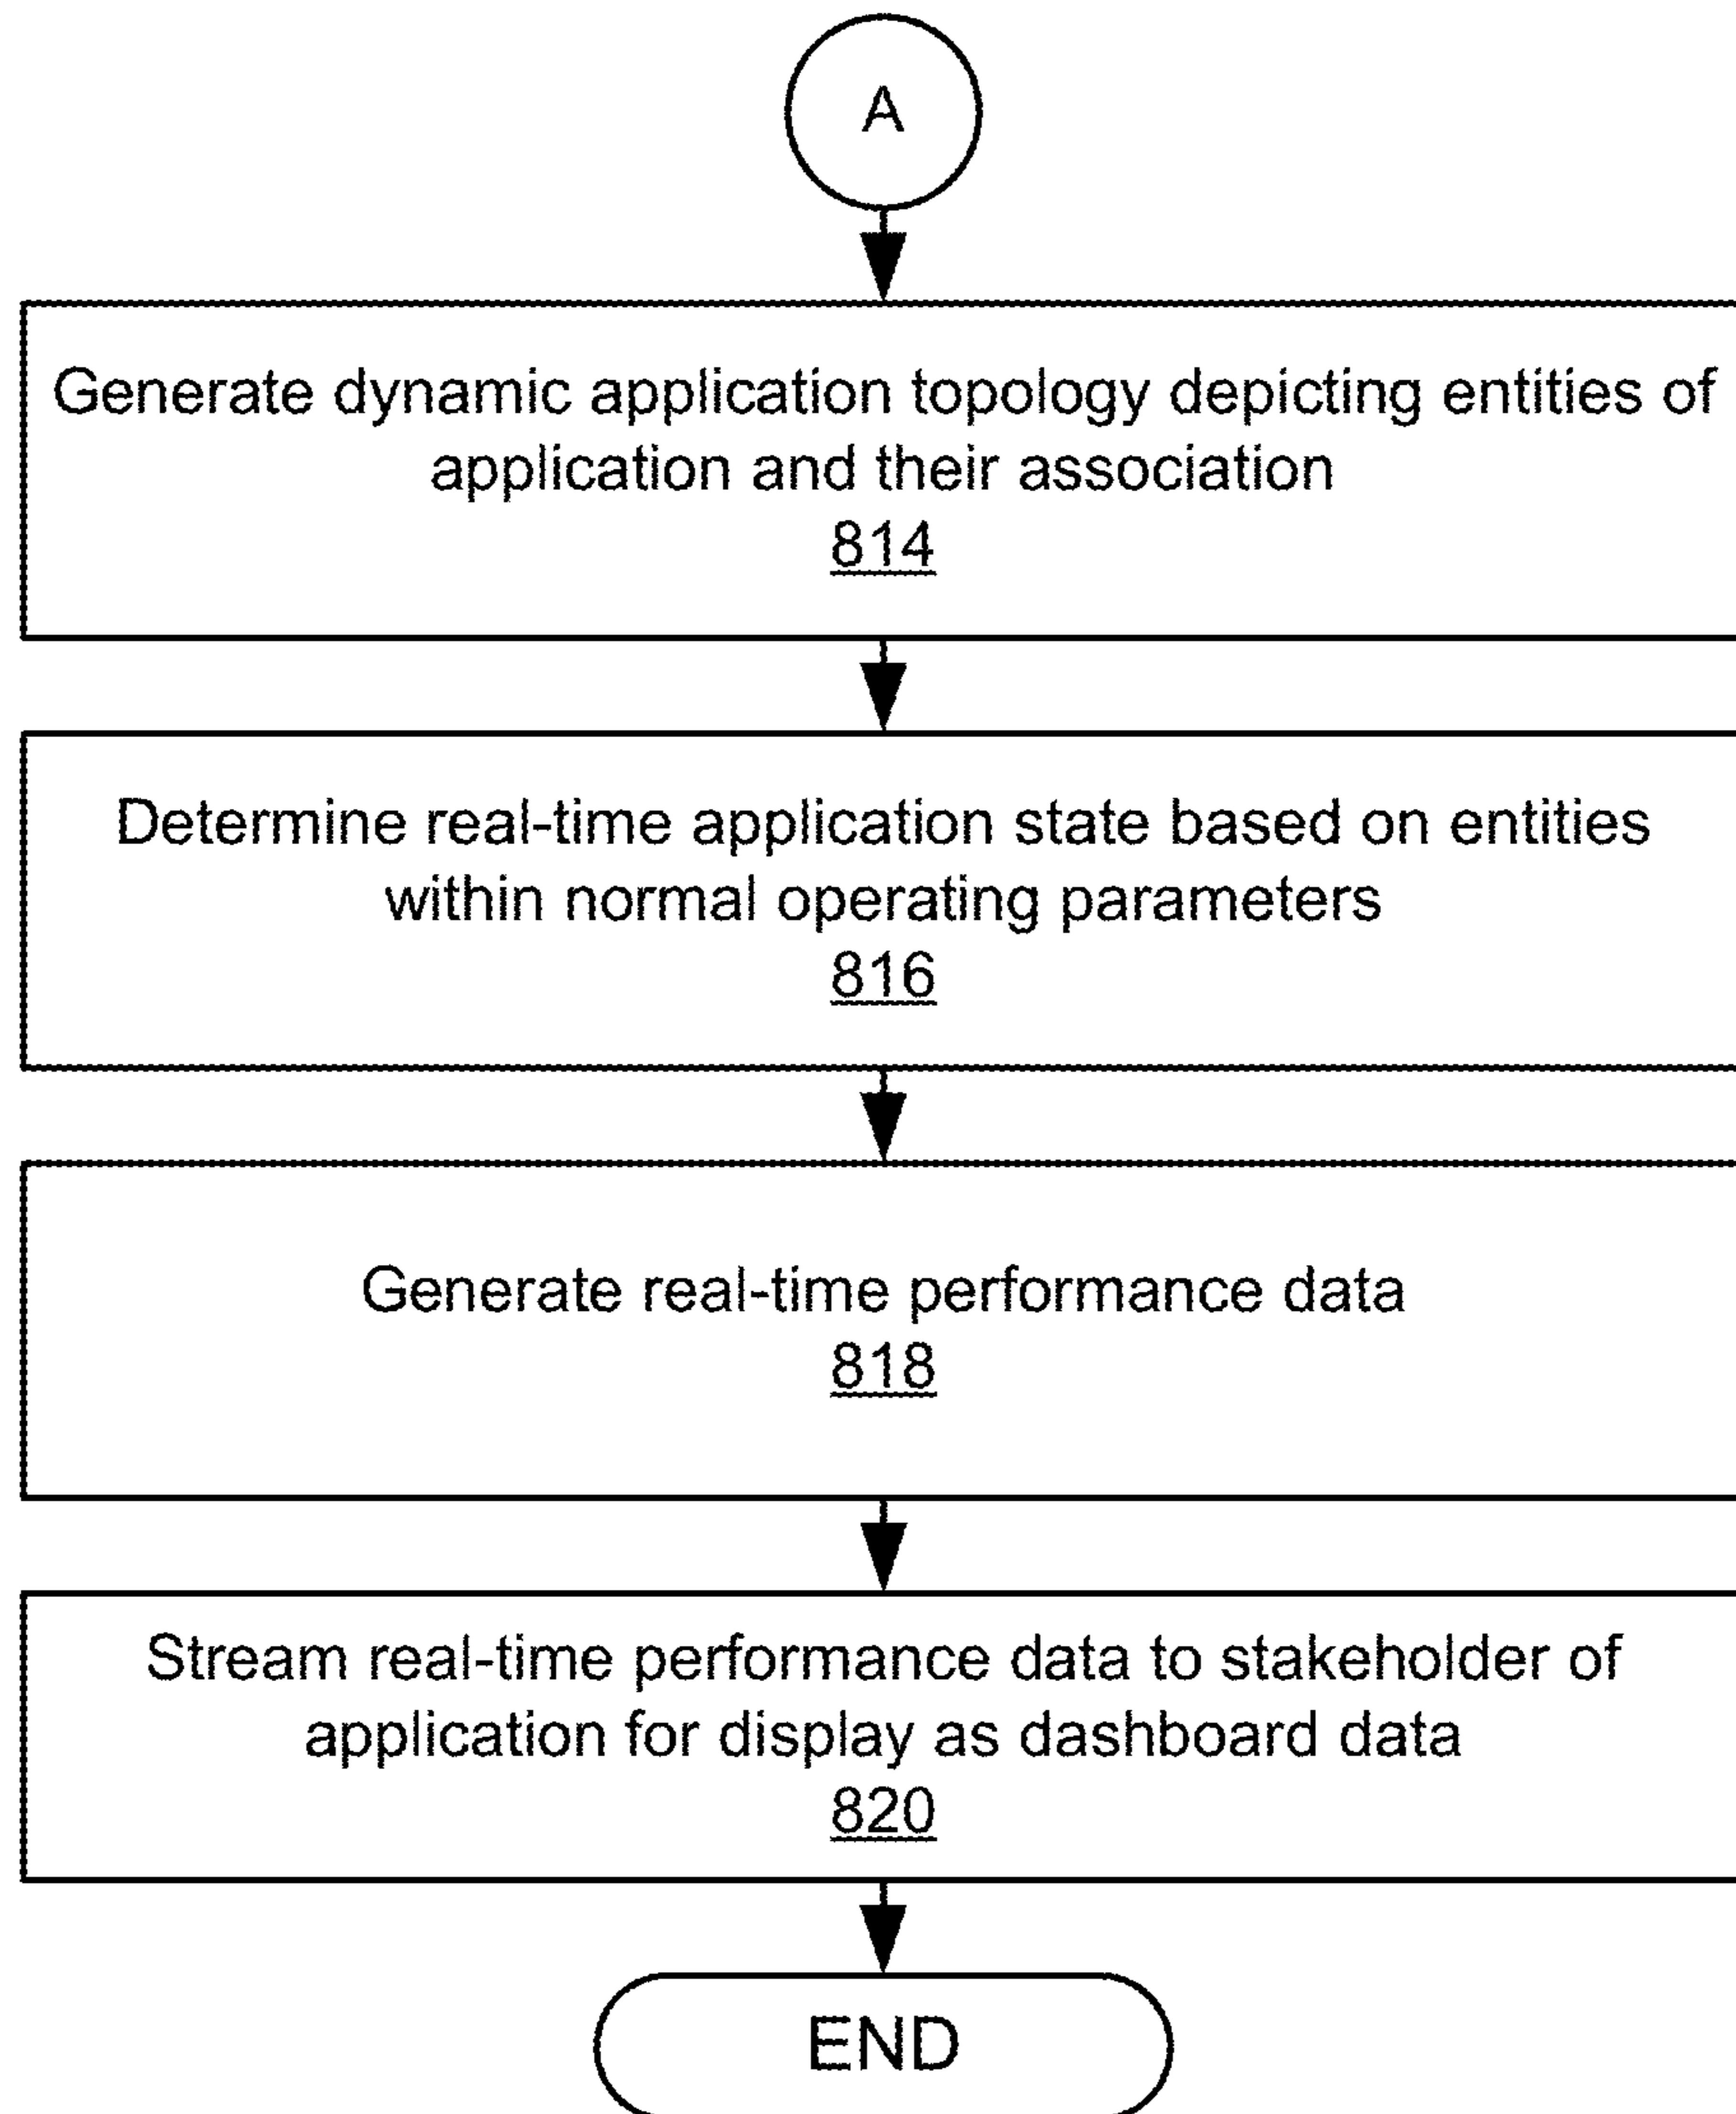 A
Generate dynamic application topology depicting entities of
application and their association
814
Determine real-time application state based on entities
within normal operating parameters
816
Generate real-time performance data
818
Stream real-time performance data to stakeholder of
application for display as dashboard data
820
END